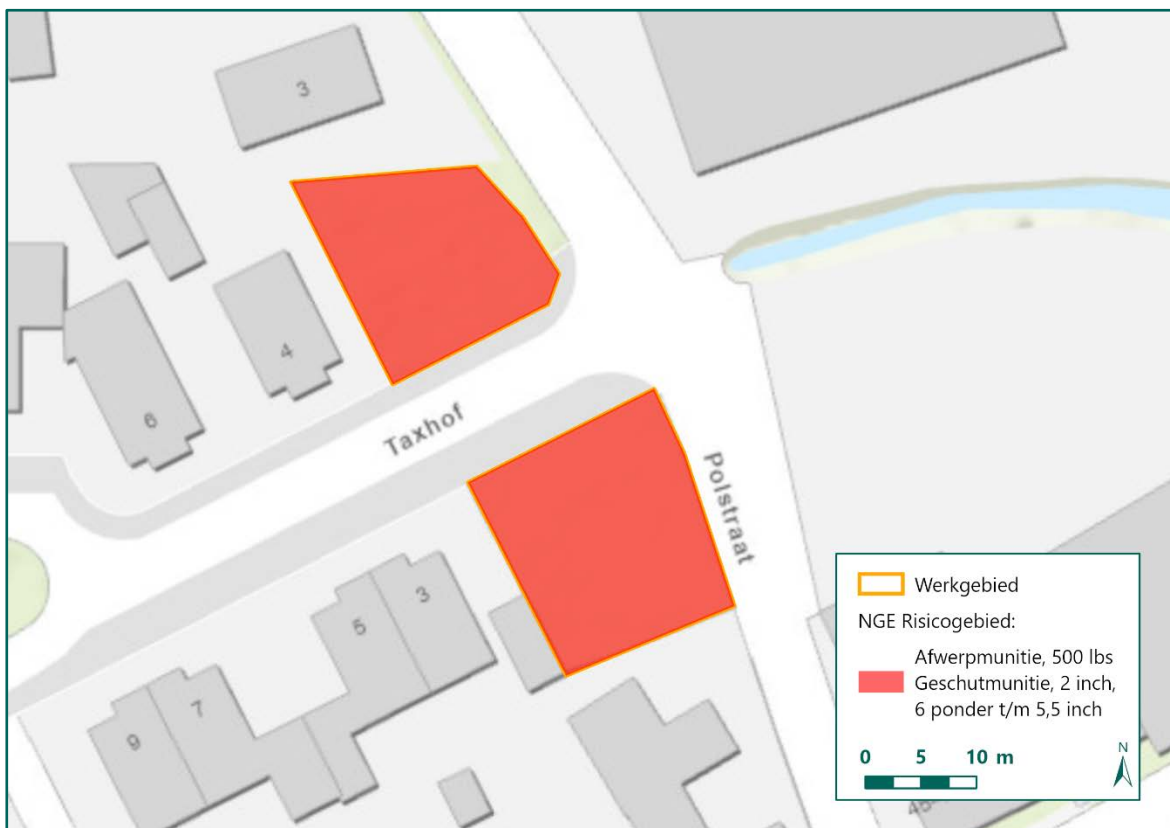 3
4
6
Taxhof
Polstraat
3
5
7
9
Werkgebied
NGE Risicogebied:
Afwerpmunitie, 500 lbs
Geschutmunitie, 2 inch,
6 ponder t/m 5,5 inch
0 5 10 m
N